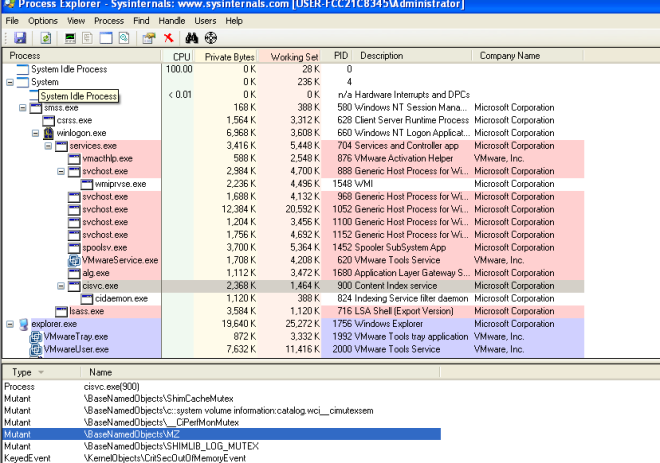 Process Explorer - Sysinternals: www.sysinternals.com [USER-FCC21C8345\Administrator]
File Options View Process Find Handle Users Help
Process CPU Private Bytes Working Set PID Description Company Name
System Idle Process 100.00 0 K 28 K 0
System 0 K 236 K 4
System Idle Process < 0.01 0 K 0 K n/a Hardware Interrupts and DPCs
smss.exe 168 K 388 K 580 Windows NT Session Mana... Microsoft Corporation
csrss.exe 1,564 K 3,312 K 628 Client Server Runtime Process Microsoft Corporation
winlogon.exe 6,968 K 3,608 K 660 Windows NT Logon Applicat... Microsoft Corporation
services.exe 3,416 K 5,448 K 704 Services and Controller app Microsoft Corporation
vmacthlp.exe 588 K 2,548 K 876 VMware Activation Helper VMware, Inc.
svchost.exe 2,984 K 4,700 K 888 Generic Host Process for Wi... Microsoft Corporation
wmiprvse.exe 2,236 K 4,496 K 1548 WMI Microsoft Corporation
svchost.exe 1,688 K 4,132 K 968 Generic Host Process for Wi... Microsoft Corporation
svchost.exe 12,384 K 20,592 K 1052 Generic Host Process for Wi... Microsoft Corporation
svchost.exe 1,204 K 3,456 K 1100 Generic Host Process for Wi... Microsoft Corporation
svchost.exe 1,756 K 4,692 K 1152 Generic Host Process for Wi... Microsoft Corporation
spoolsv.exe 3,700 K 5,364 K 1452 Spooler SubSystem App Microsoft Corporation
VMwareService.exe 1,708 K 4,208 K 620 VMware Tools Service VMware, Inc.
alg.exe 1,112 K 3,472 K 1680 Application Layer Gateway S... Microsoft Corporation
cisvc.exe 2,368 K 1,464 K 900 Content Index service Microsoft Corporation
cidaemon.exe 1,120 K 388 K 824 Indexing Service filter daemon Microsoft Corporation
lsass.exe 3,584 K 1,120 K 716 LSA Shell (Export Version) Microsoft Corporation
explorer.exe 19,640 K 25,272 K 1756 Windows Explorer Microsoft Corporation
VMwareTray.exe 872 K 3,332 K 1992 VMware Tools tray application VMware, Inc.
VMwareUser.exe 7,632 K 11,416 K 2000 VMware Tools Service VMware, Inc.
Type Name
Process cisvc.exe(900)
Mutant \BaseNamedObjects\ShimCacheMutex
Mutant \BaseNamedObjects\c::system volume information:catalog.wci__cimutexsem
Mutant \BaseNamedObjects\__CiPerfMonMutex
Mutant \BaseNamedObjects\MZ
Mutant \BaseNamedObjects\SHIMLIB_LOG_MUTEX
KeyedEvent \KernelObjects\CritSecOutOfMemoryEvent